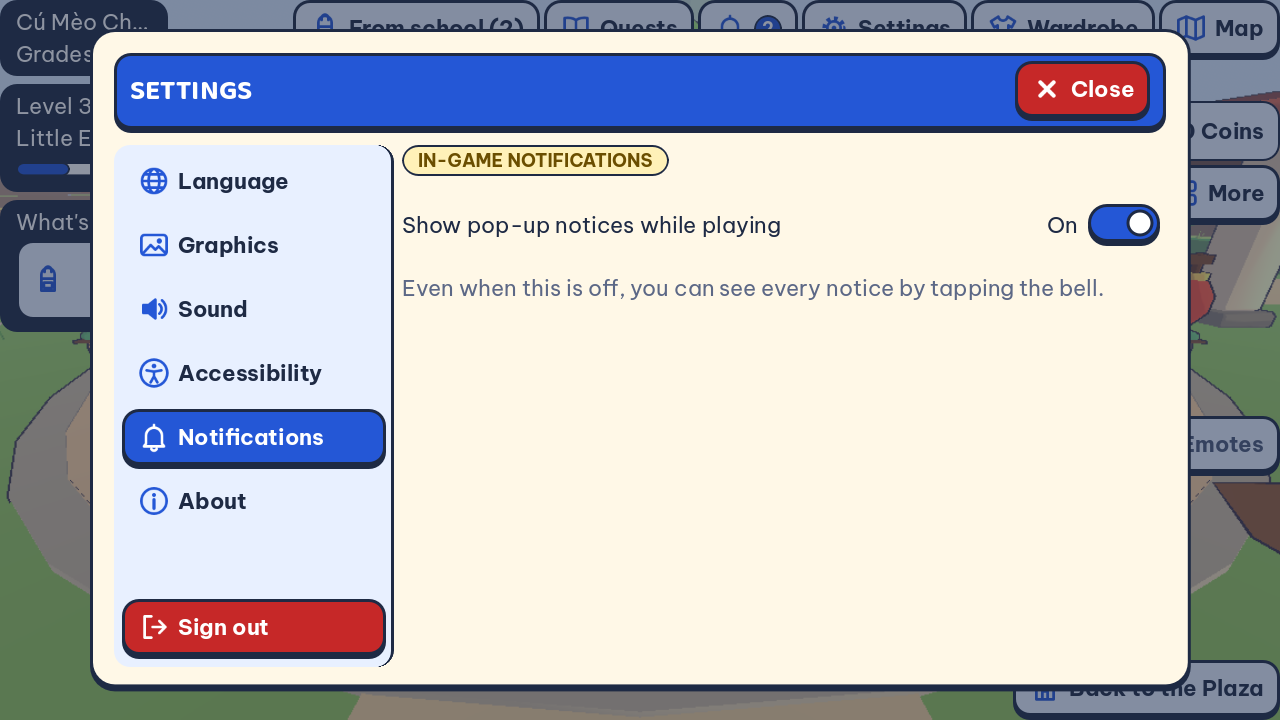 Cú Mèo Ch...
Grades
From school (2)
Quests
2
Settings
Wardrobe
Map
Level 3
Little E
What's
Coins
More
Emotes
Back to the Plaza
SETTINGS
Close
Language
Graphics
Sound
Accessibility
Notifications
About
Sign out
IN-GAME NOTIFICATIONS
Show pop-up notices while playing
On
Even when this is off, you can see every notice by tapping the bell.